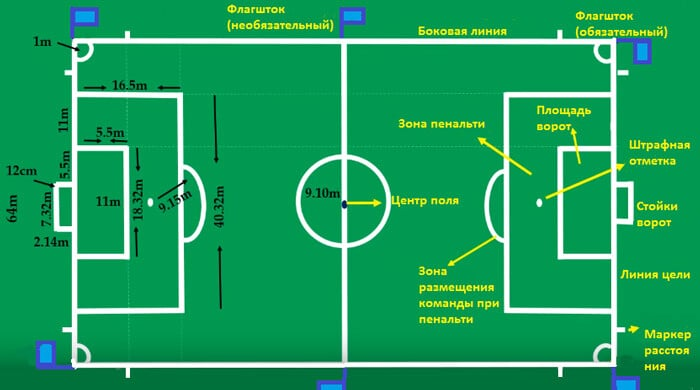 Флагшток
(необязательный)
Боковая линия
Флагшток
(обязательный)
1m
16.5m
11m
5.5m
5.5m
12cm
64m
7.32m
2.14m
11m
18.32m
9.15m
40.32m
9.10m
Центр поля
Зона пенальти
Площадь
ворот
Штрафная
отметка
Стойки
ворот
Линия цели
Зона
размещения
команды при
пенальти
Маркер
расстоя
ния